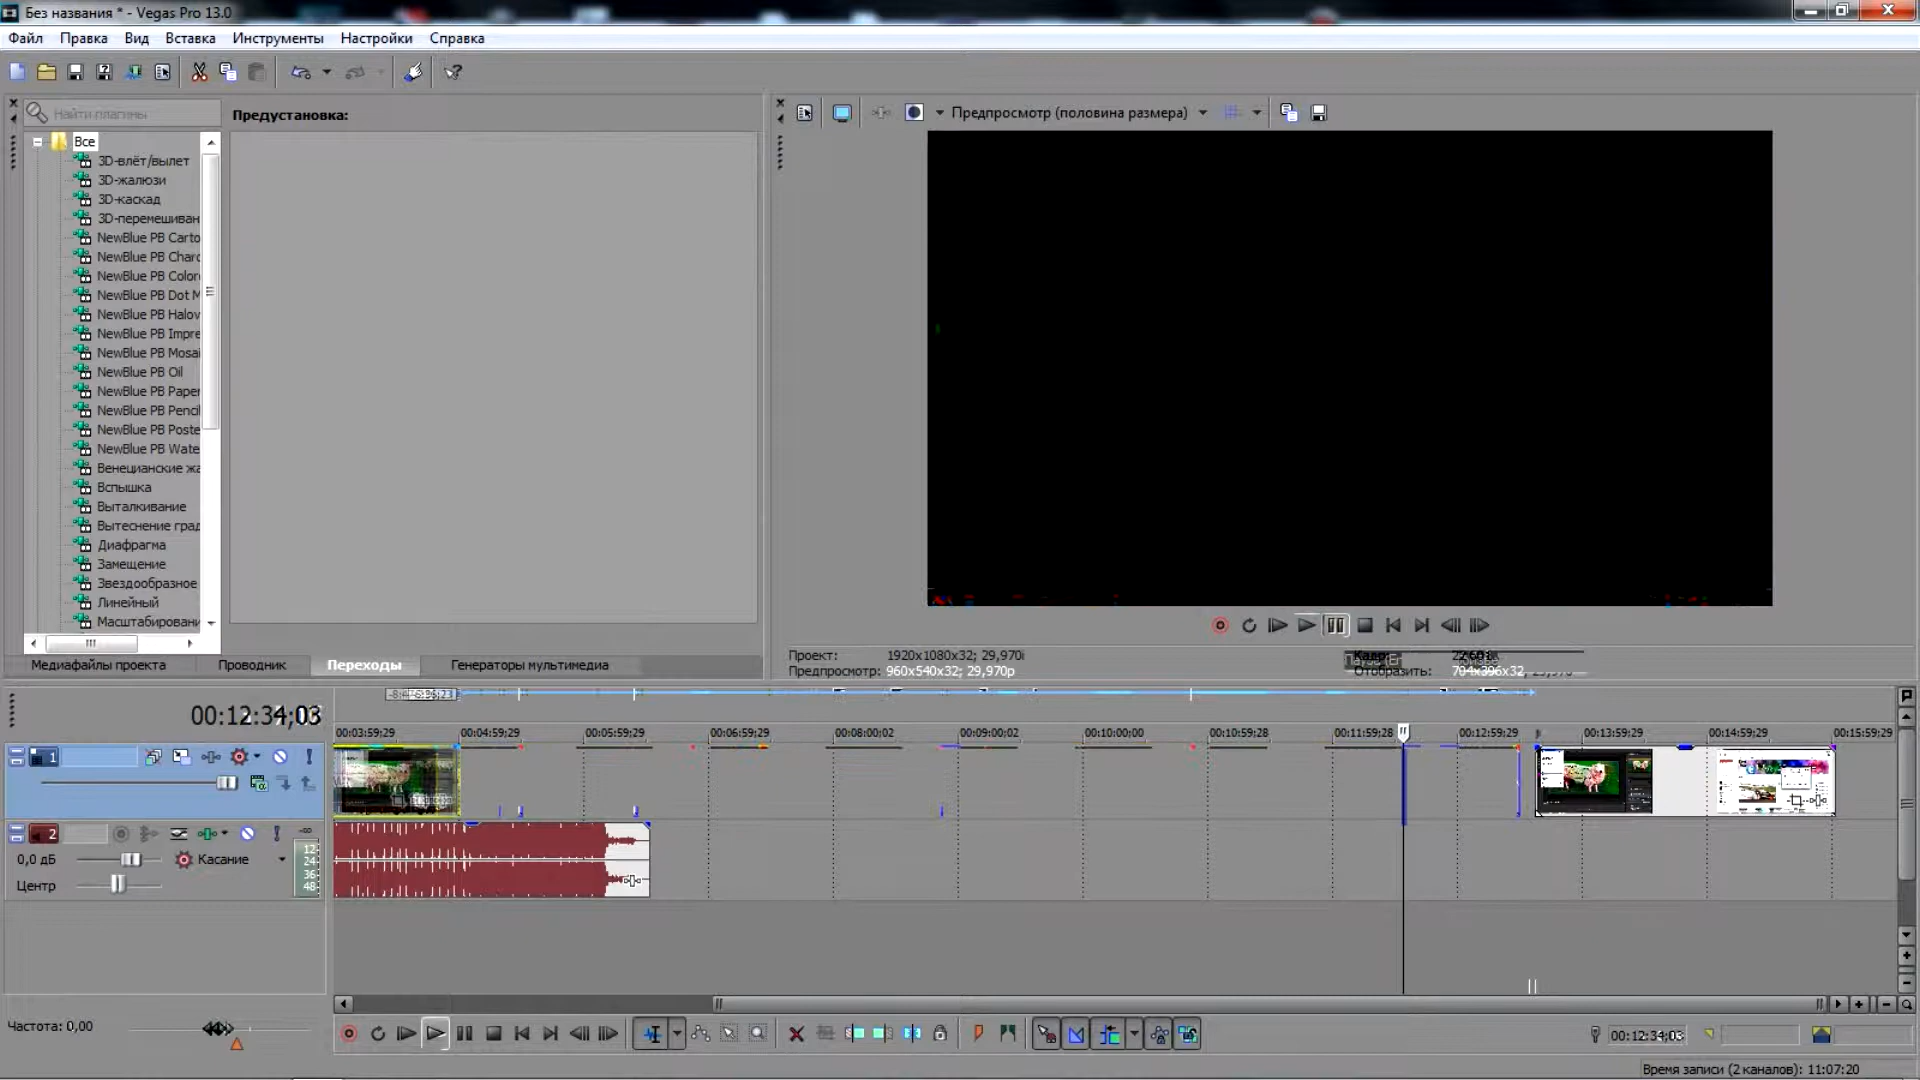 Без названия * - Vegas Pro 13.0
Файл Правка Вид Вставка Инструменты Настройки Справка
Найти плагины
Предустановка:
Предпросмотр (половина размера)
Все
3D-влёт/вылет
3D-жалюзи
3D-каскад
3D-перемешиван
NewBlue PB Carto
NewBlue PB Charc
NewBlue PB Color
NewBlue PB Dot M
NewBlue PB Halov
NewBlue PB Impre
NewBlue PB Mosai
NewBlue PB Oil
NewBlue PB Paper
NewBlue PB Pencil
NewBlue PB Poste
NewBlue PB Wate
Венецианские жа
Вспышка
Выталкивание
Вытеснение град
Диафрагма
Замещение
Звездообразное
Линейный
Масштабировани
Медиафайлы проекта Проводник Переходы Генераторы мультимедиа
Проект: 1920x1080x32; 29,970i
Предпросмотр: 960x540x32; 29,970p
Отобразить: 704x396x32
00:12:34;03
00:03:59;29 00:04:59;29 00:05:59;29 00:06:59;29 00:08:00;02 00:09:00;02 00:10:00;00 00:10:59;28 00:11:59;28 00:12:59;29 00:13:59;29 00:14:59;29 00:15:59;29
1
2
0,0 дБ
Касание
Центр
12
24
36
48
Частота: 0,00
00:12:34;03
Время записи (2 каналов): 11:07:20